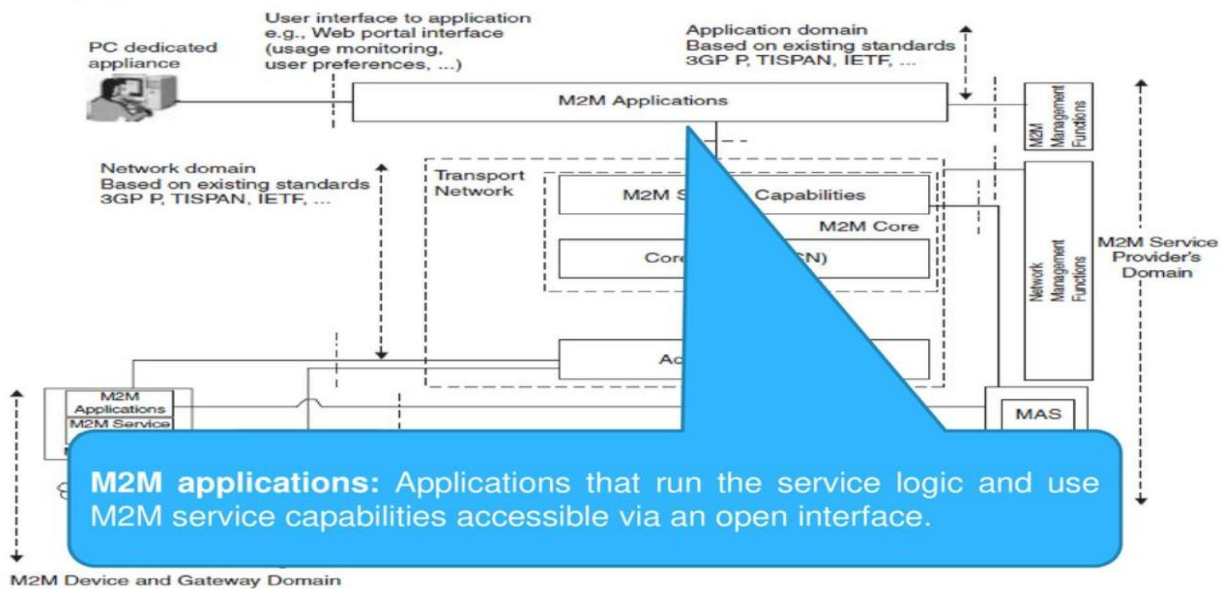 User interface to application
e.g., Web portal interface
(usage monitoring,
user preferences, ...)
PC dedicated
appliance
Application domain
Based on existing standards
3GP P, TISPAN, IETF, ...
M2M Applications
M2M
Management
Functions
Network domain
Based on existing standards
3GP P, TISPAN, IETF, ...
Transport
Network
M2M S Capabilities
M2M Core
Cor CN)
Network
Management
Functions
M2M Service
Provider's
Domain
M2M
Applications
M2M Service
MAS
M2M applications: Applications that run the service logic and use
M2M service capabilities accessible via an open interface.
M2M Device and Gateway Domain